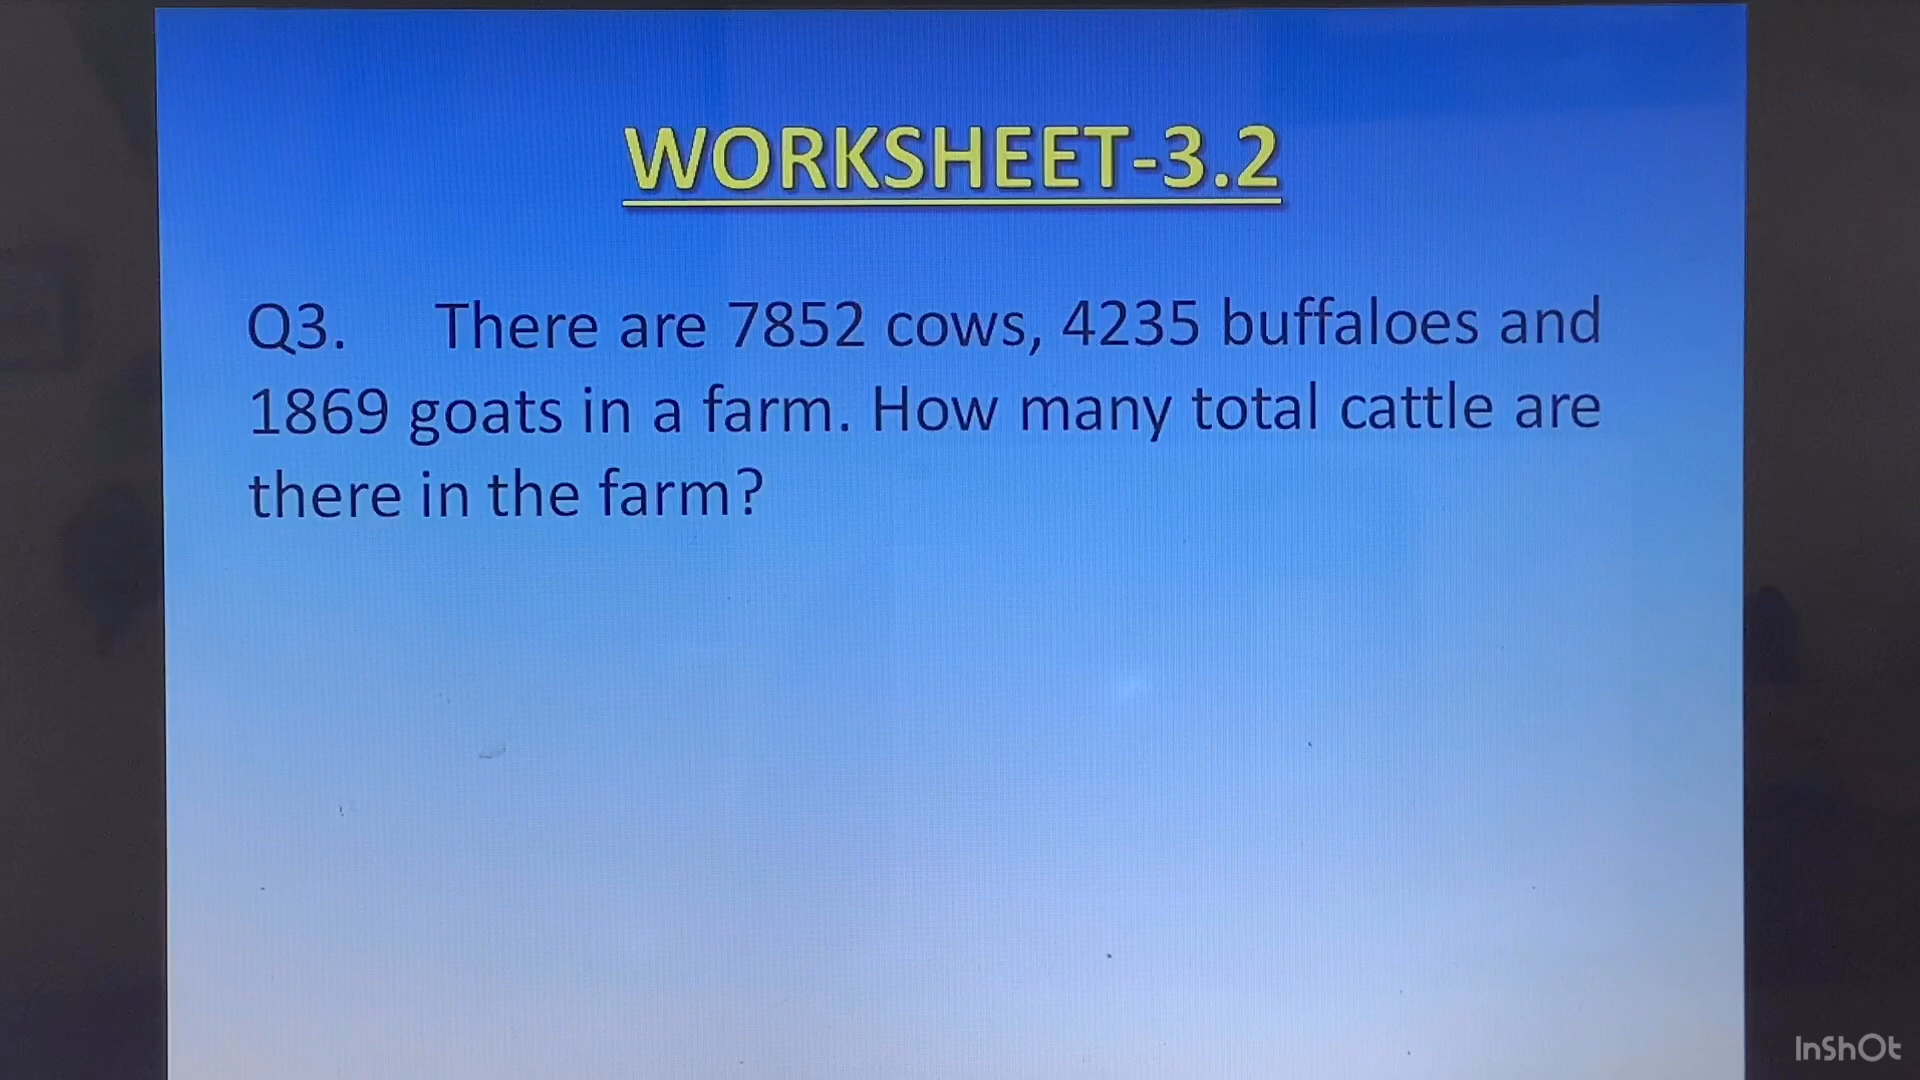 WORKSHEET-3.2
Q3. There are 7852 cows, 4235 buffaloes and
1869 goats in a farm. How many total cattle are
there in the farm?
InShOt